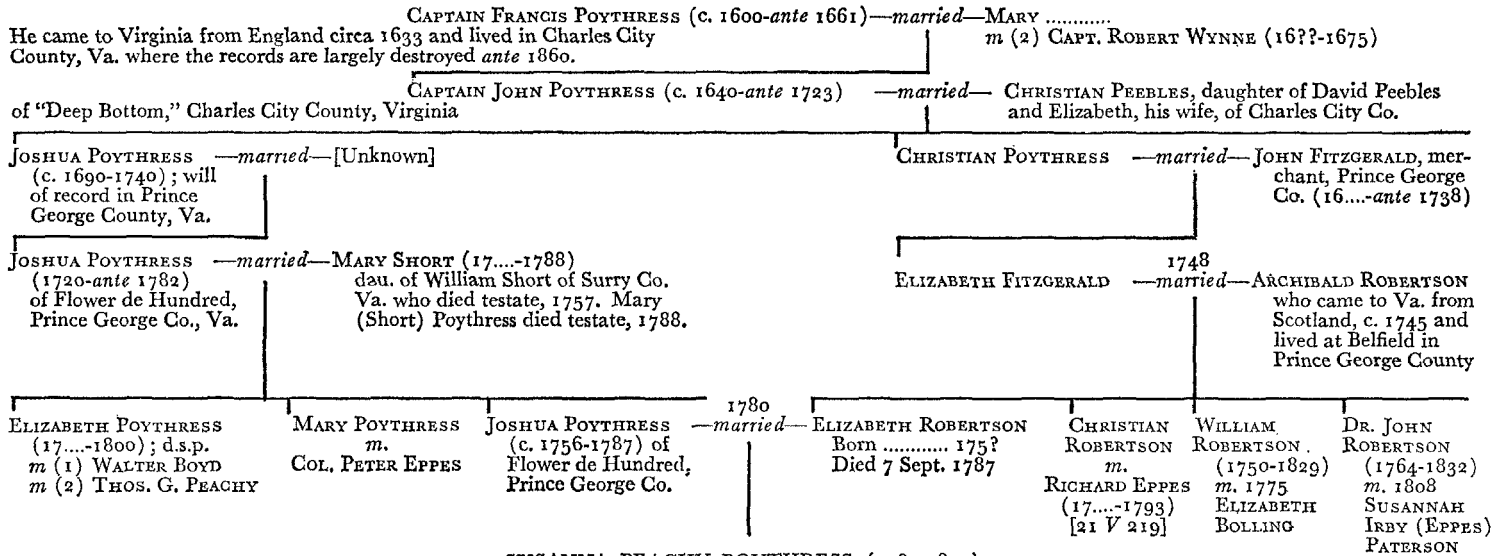 CAPTAIN FRANCIS POYTHRESS (c. 1600-ante 1661)—married—MARY ............
He came to Virginia from England circa 1633 and lived in Charles City
County, Va. where the records are largely destroyed ante 1860.
m (2) CAPT. ROBERT WYNNE (16??-1675)
CAPTAIN JOHN POYTHRESS (c. 1640-ante 1723) —married— CHRISTIAN PEEBLES, daughter of David Peebles
and Elizabeth, his wife, of Charles City Co.
of "Deep Bottom," Charles City County, Virginia
JOSHUA POYTHRESS —married—[Unknown]
(c. 1690-1740) ; will
of record in Prince
George County, Va.
CHRISTIAN POYTHRESS —married—JOHN FITZGERALD, mer-
chant, Prince George
Co. (16....-ante 1738)
JOSHUA POYTHRESS —married—MARY SHORT (17....-1788)
(1720-ante 1782)
of Flower de Hundred,
Prince George Co., Va.
dau. of William Short of Surry Co.
Va. who died testate, 1757. Mary
(Short) Poythress died testate, 1788.
1748
ELIZABETH FITZGERALD —married—ARCHIBALD ROBERTSON
who came to Va. from
Scotland, c. 1745 and
lived at Belfield in
Prince George County
ELIZABETH POYTHRESS
(17....-1800) ; d.s.p.
m (1) WALTER BOYD
m (2) THOS. G. PEACHY
MARY POYTHRESS
m.
COL. PETER EPPES
1780
JOSHUA POYTHRESS —married— ELIZABETH ROBERTSON
(c. 1756-1787) of
Flower de Hundred,
Prince George Co.
Born ............ 175?
Died 7 Sept. 1787
CHRISTIAN
ROBERTSON
m.
RICHARD EPPES
(17....-1793)
[21 V 219]
WILLIAM
ROBERTSON
(1750-1829)
m. 1775
ELIZABETH
BOLLING
DR. JOHN
ROBERTSON
(1764-1832)
m. 1808
SUSANNAH
IRBY (EPPES)
PATERSON